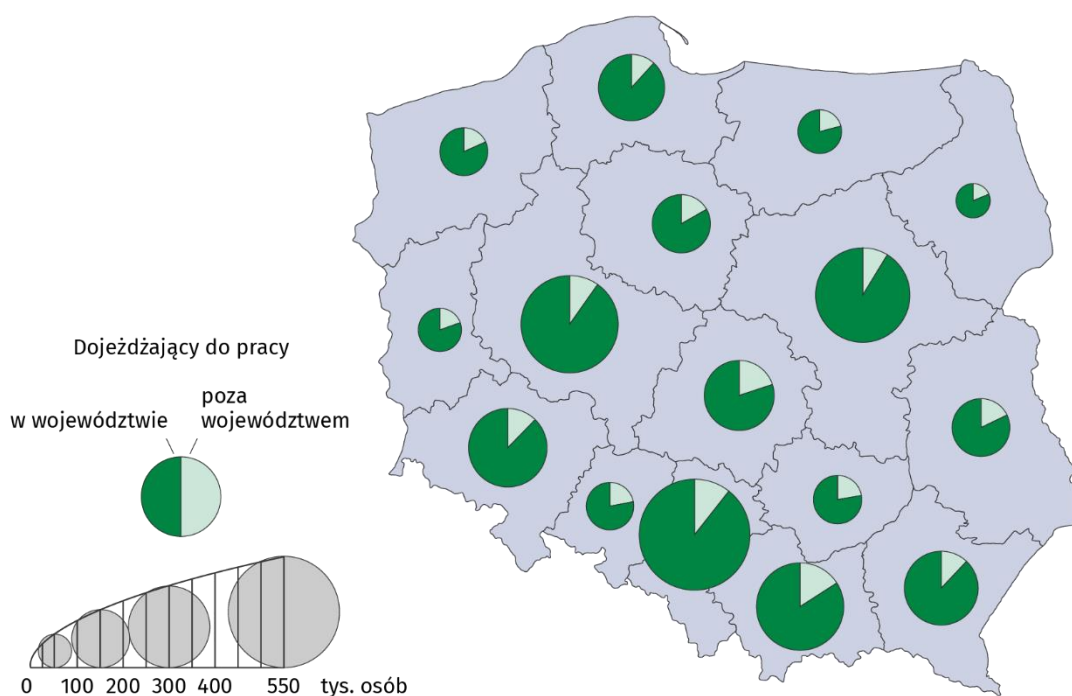 Dojeżdżający do pracy
w województwie
poza
województwem
0 100 200 300 400 550 tys. osób